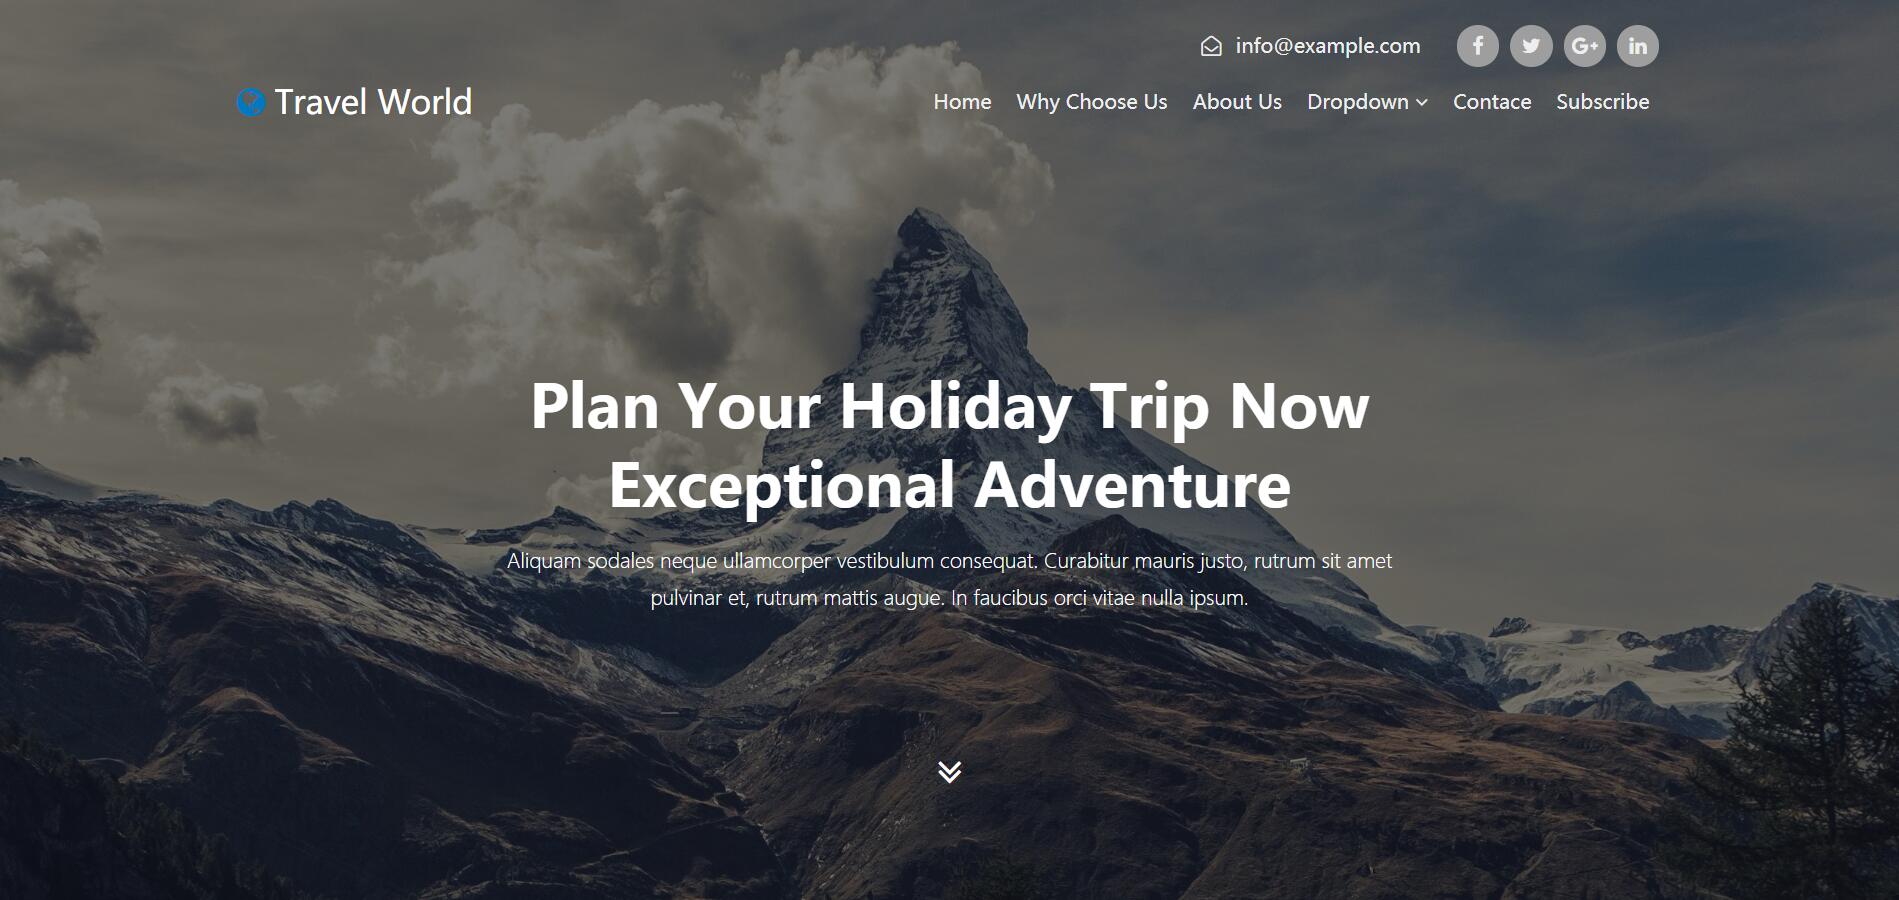 info@example.com
Travel World
Home Why Choose Us About Us Dropdown Contace Subscribe
Plan Your Holiday Trip Now
Exceptional Adventure
Aliquam sodales neque ullamcorper vestibulum consequat. Curabitur mauris justo, rutrum sit amet
pulvinar et, rutrum mattis augue. In faucibus orci vitae nulla ipsum.